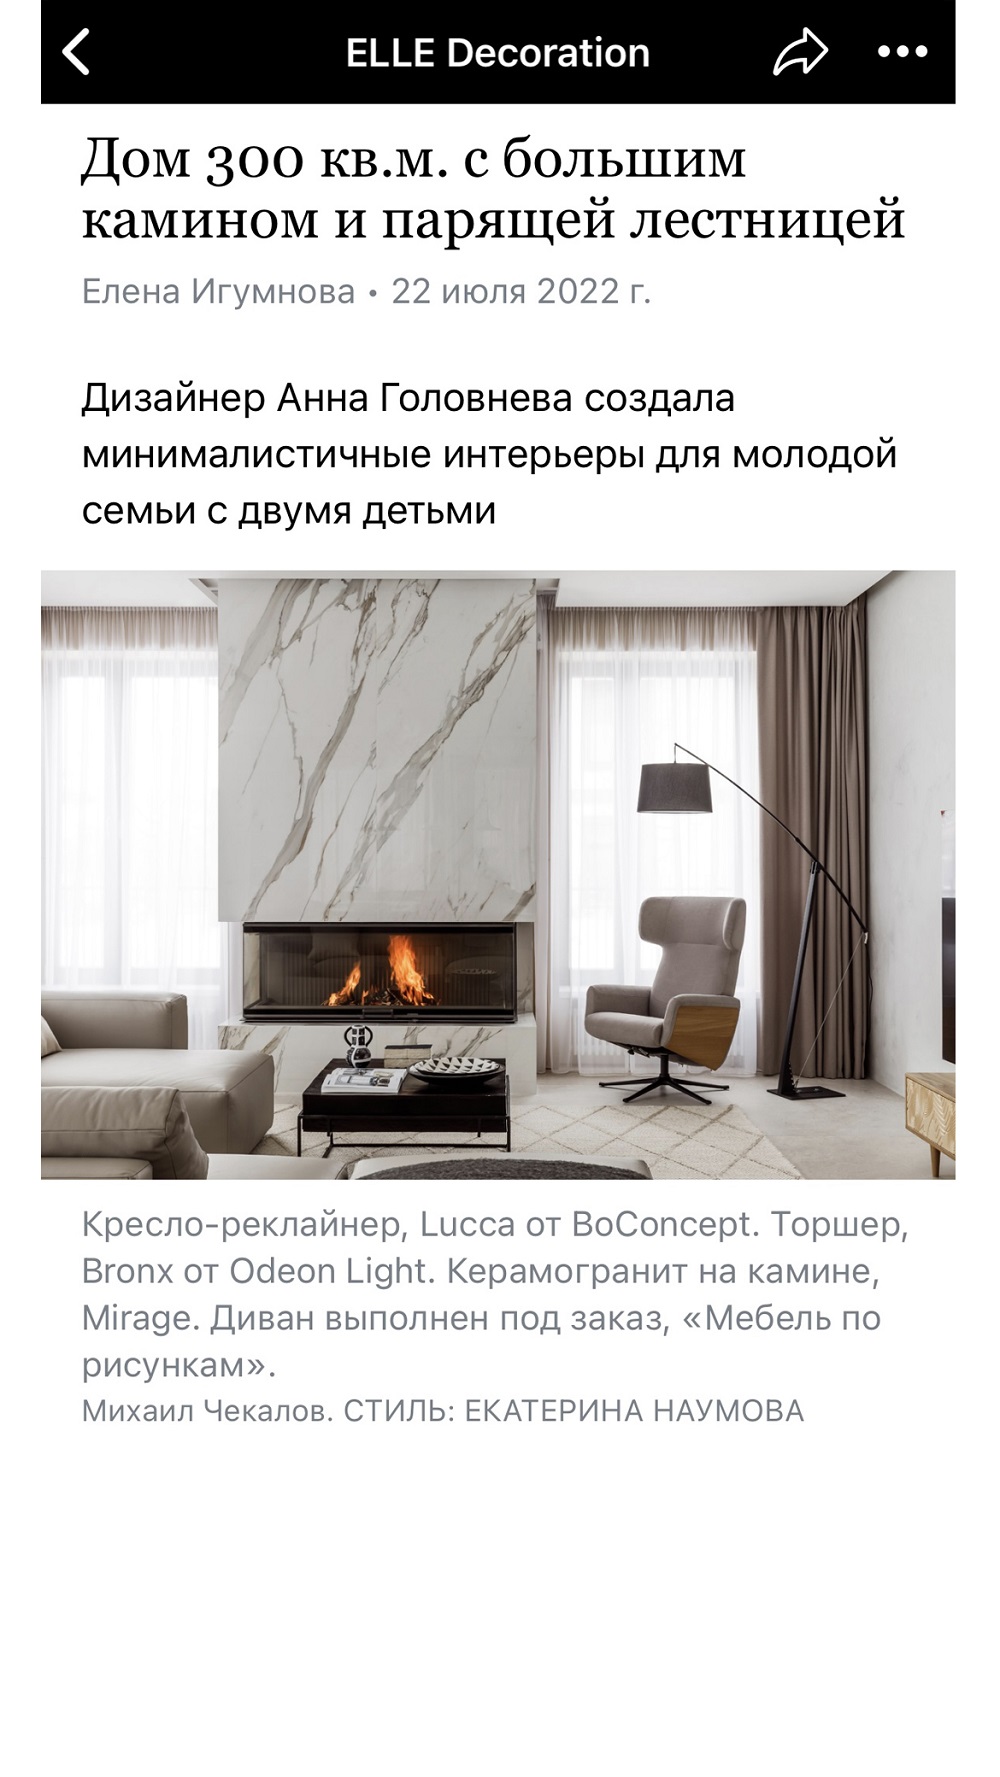 ELLE Decoration
Дом 300 кв.м. с большим
камином и парящей лестницей
Елена Игумнова • 22 июля 2022 г.
Дизайнер Анна Головнева создала
минималистичные интерьеры для молодой
семьи с двумя детьми
Кресло-реклайнер, Lucca от BoConcept. Торшер,
Bronx от Odeon Light. Керамогранит на камине,
Mirage. Диван выполнен под заказ, «Мебель по
рисункам».
Михаил Чекалов. СТИЛЬ: ЕКАТЕРИНА НАУМОВА